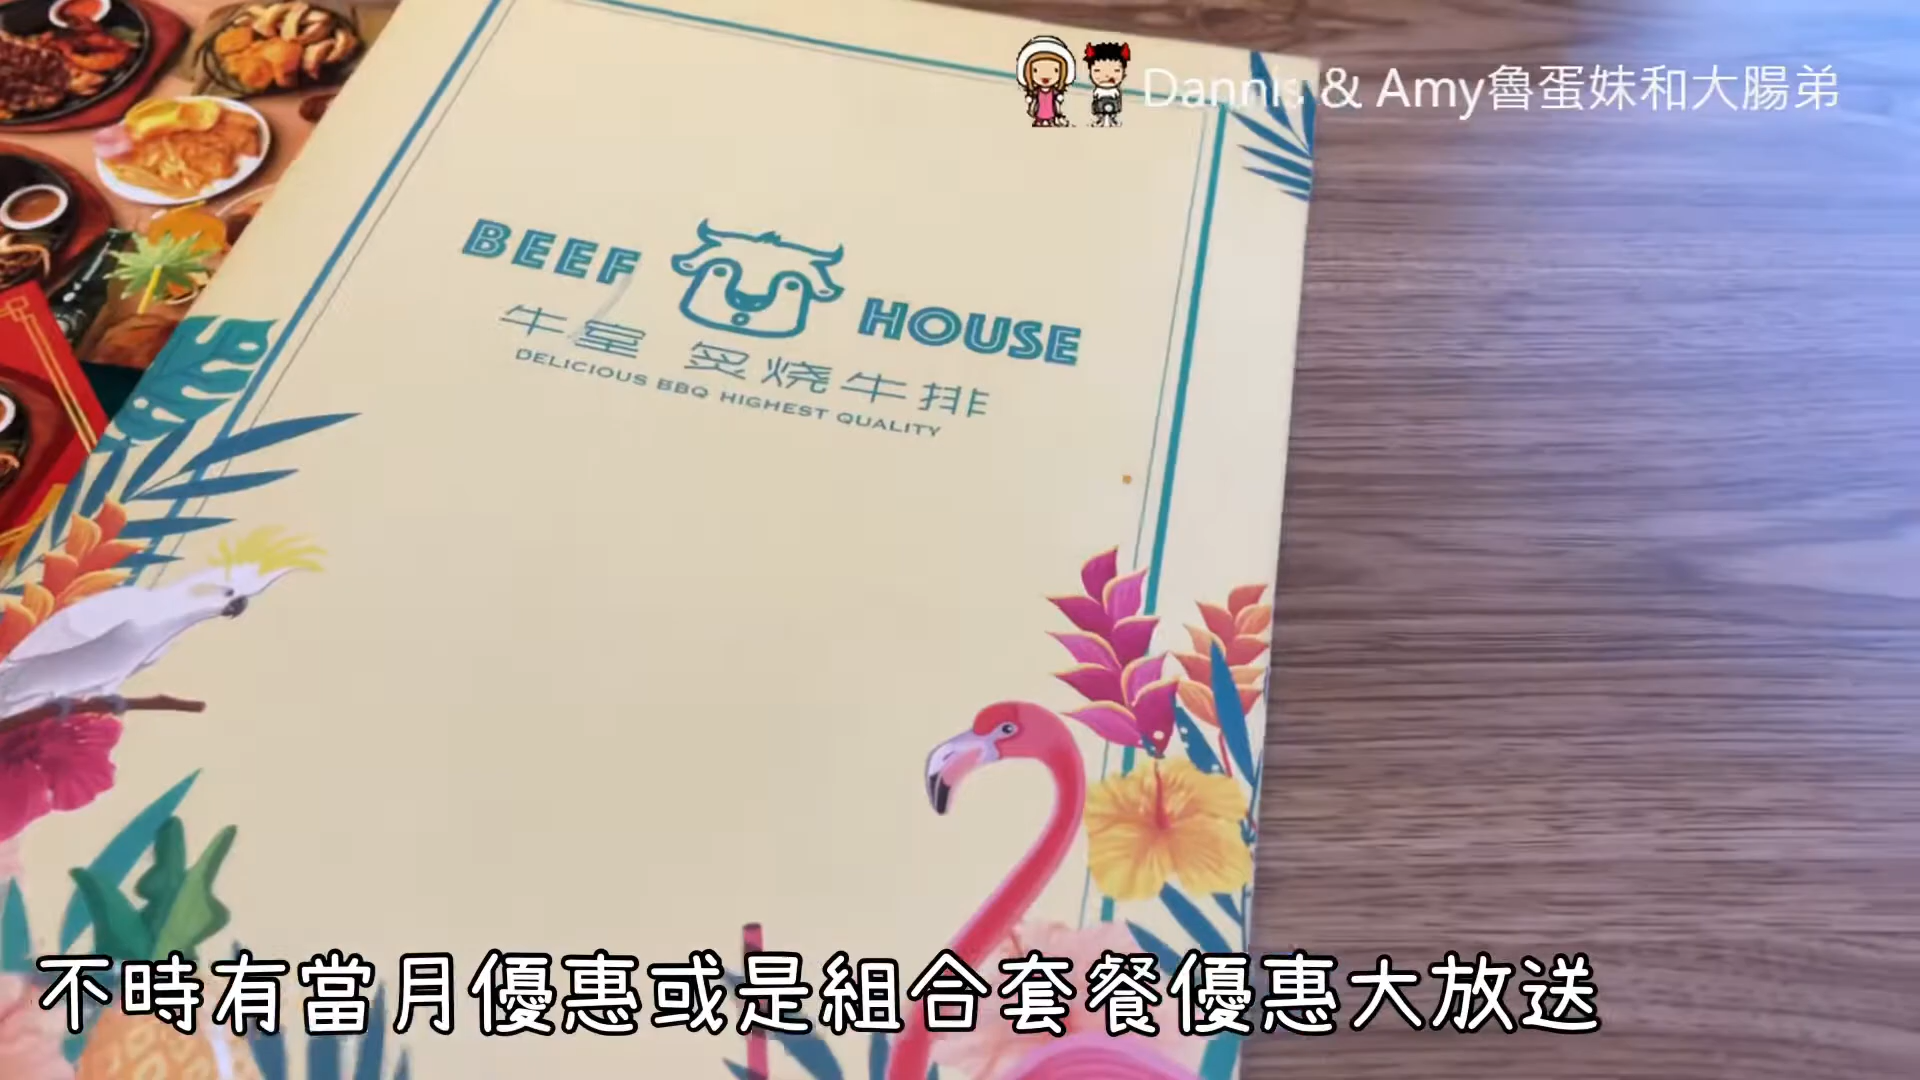 Dannis & Amy魯蛋妹和大腸弟
BEEF HOUSE
牛室 炙燒牛排
DELICIOUS BBQ HIGHEST QUALITY
不時有當月優惠或是組合套餐優惠大放送